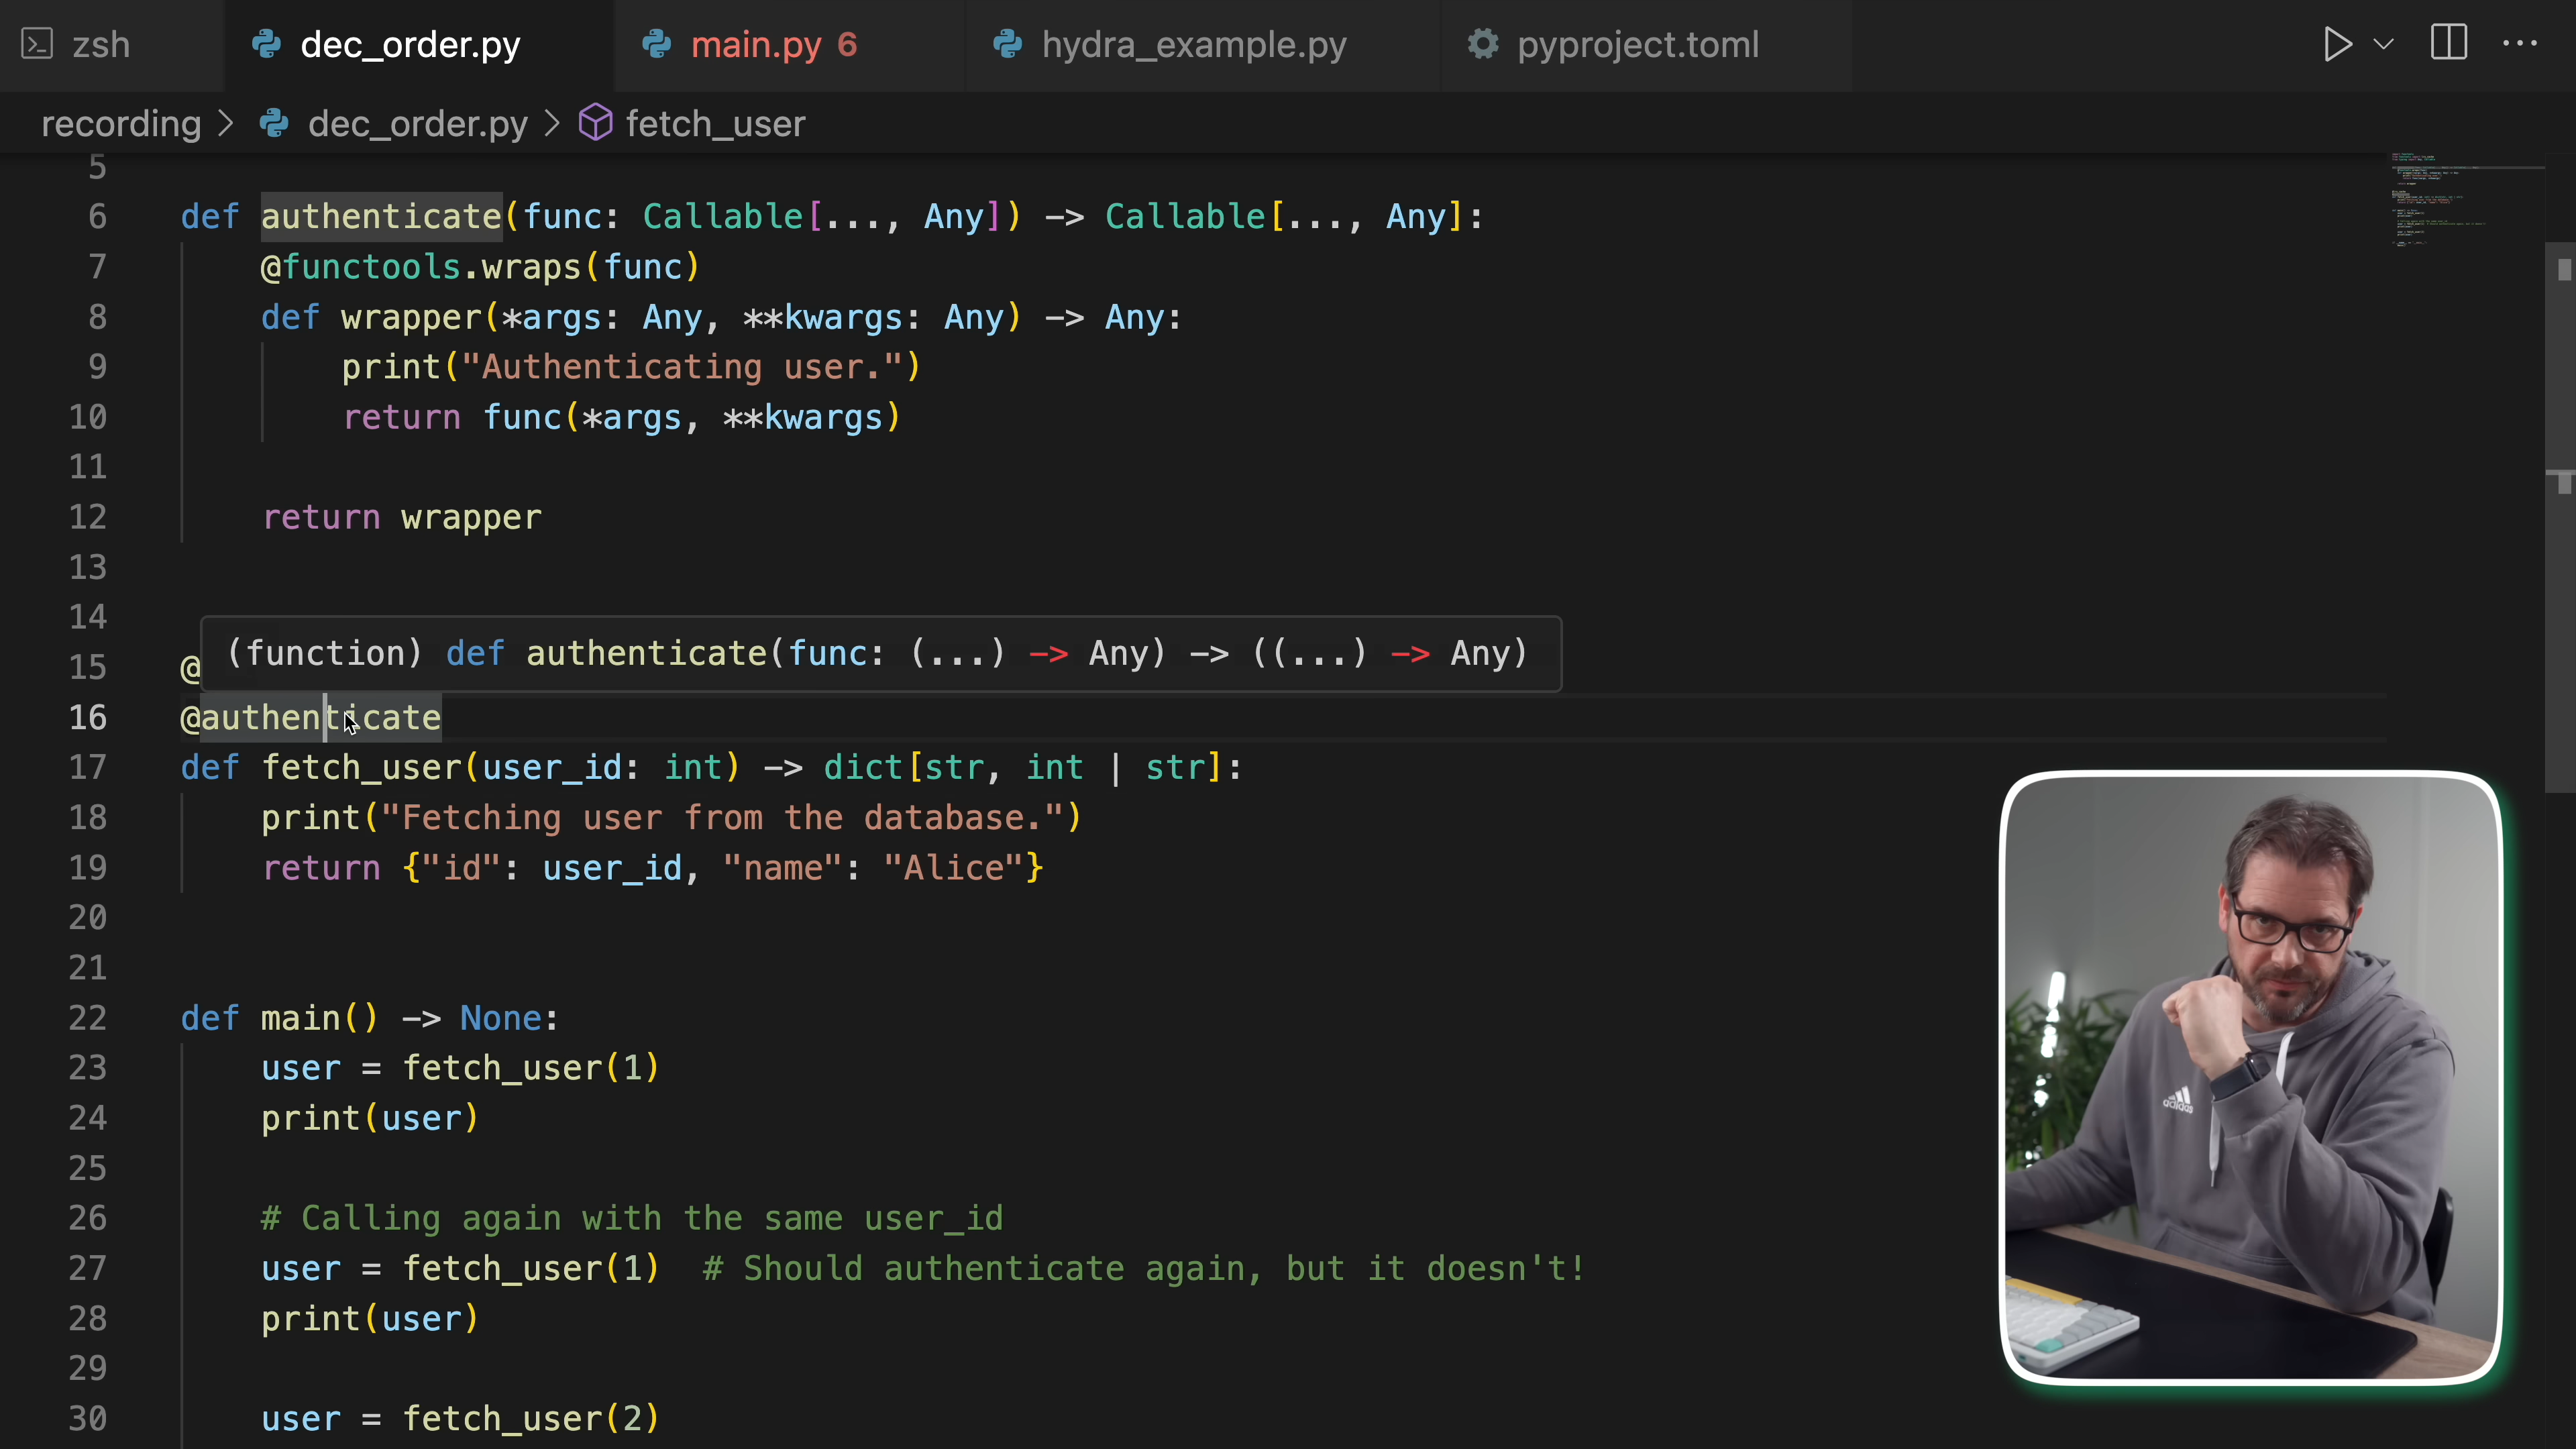 zsh
dec_order.py
main.py 6
hydra_example.py
pyproject.toml
recording > dec_order.py > fetch_user
5
6 def authenticate(func: Callable[..., Any]) -> Callable[..., Any]:
7 @functools.wraps(func)
8 def wrapper(*args: Any, **kwargs: Any) -> Any:
9 print("Authenticating user.")
10 return func(*args, **kwargs)
11
12 return wrapper
13
14
(function) def authenticate(func: (...) -> Any) -> ((...) -> Any)
15 @
16 @authenticate
17 def fetch_user(user_id: int) -> dict[str, int | str]:
18 print("Fetching user from the database.")
19 return {"id": user_id, "name": "Alice"}
20
21
22 def main() -> None:
23 user = fetch_user(1)
24 print(user)
25
26 # Calling again with the same user_id
27 user = fetch_user(1) # Should authenticate again, but it doesn't!
28 print(user)
29
30 user = fetch_user(2)
adidas